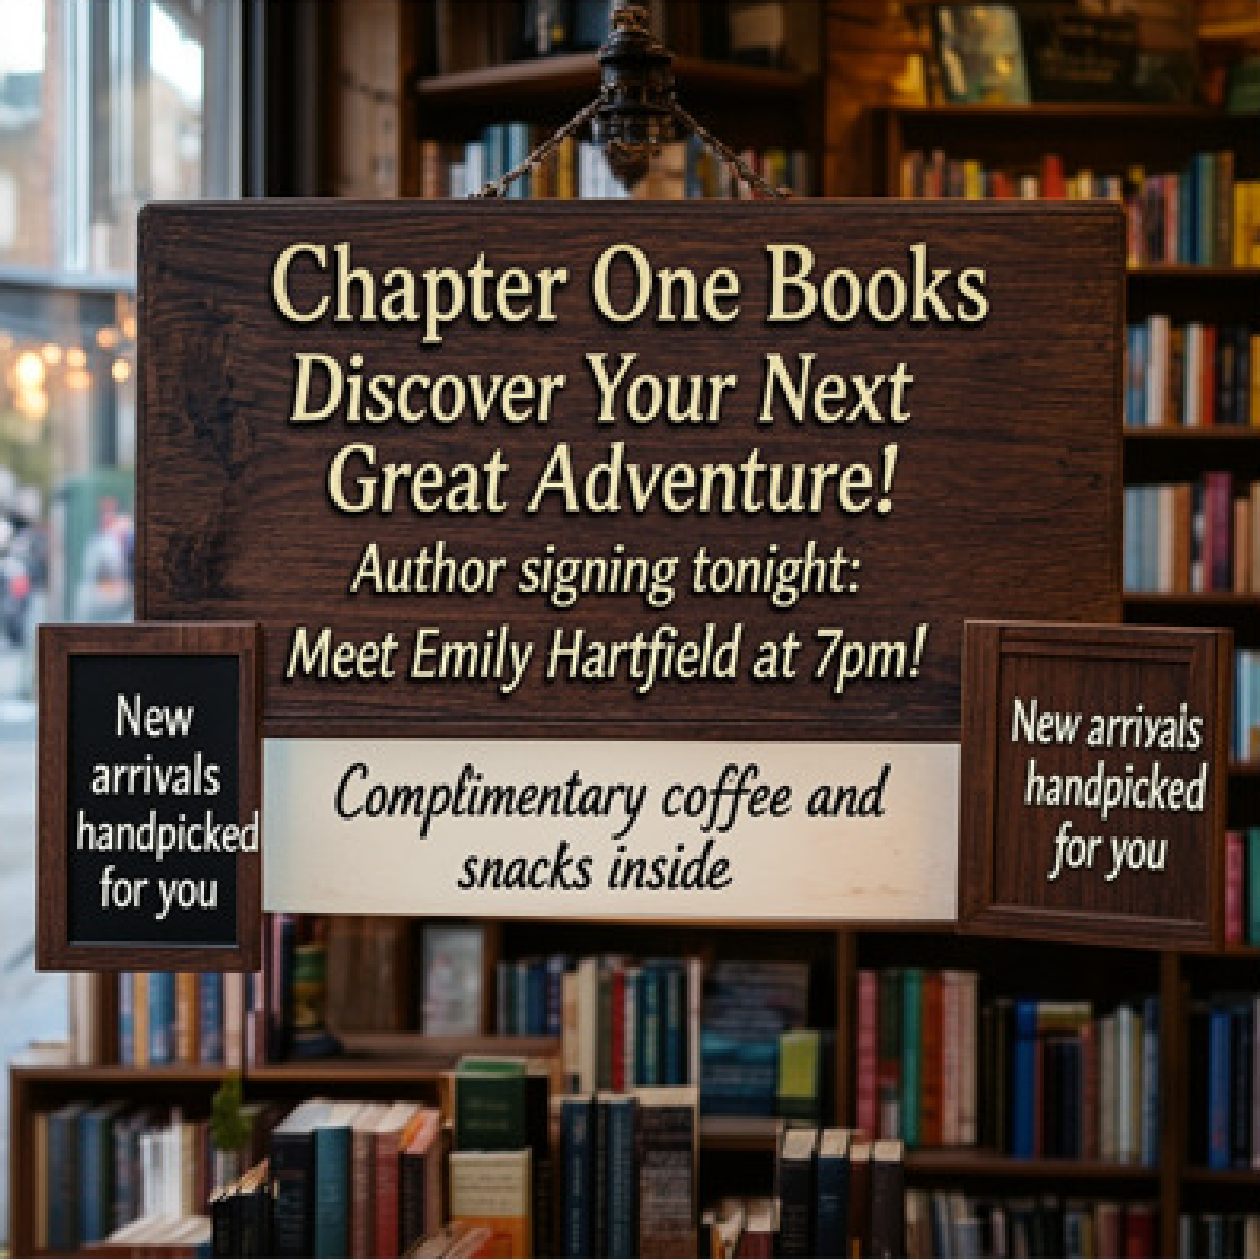 Chapter One Books
Discover Your Next
Great Adventure!
Author signing tonight:
Meet Emily Hartfield at 7pm!
New
arrivals
handpicked
for you
Complimentary coffee and
snacks inside
New arrivals
handpicked
for you